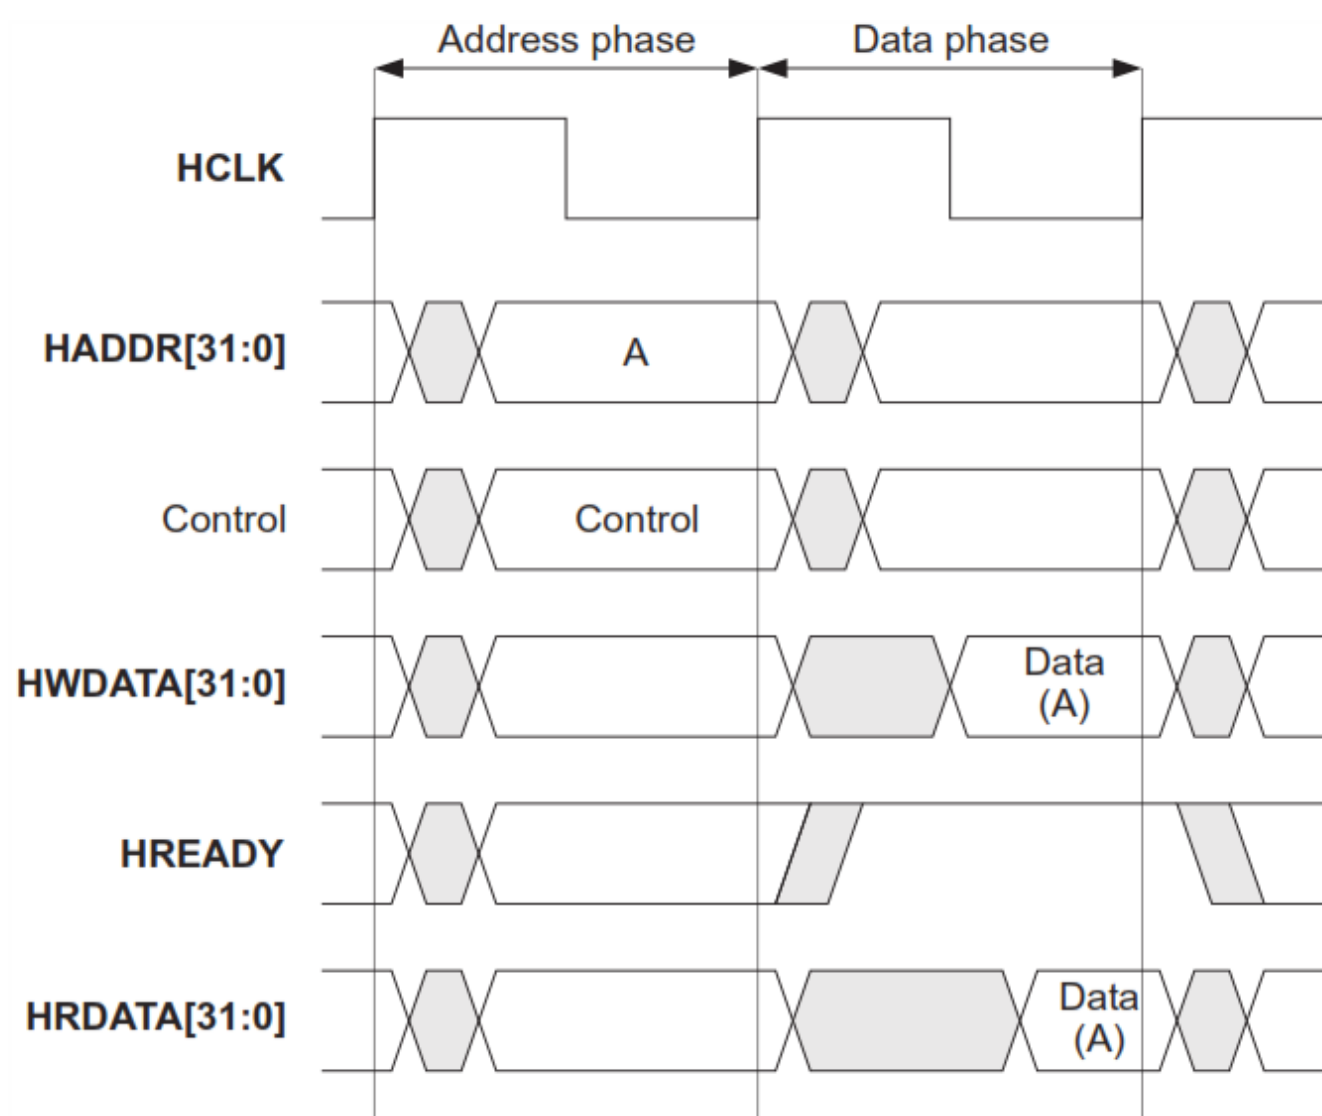 Address phase
Data phase
HCLK
HADDR[31:0]
A
Control
Control
HWDATA[31:0]
Data
(A)
HREADY
HRDATA[31:0]
Data
(A)